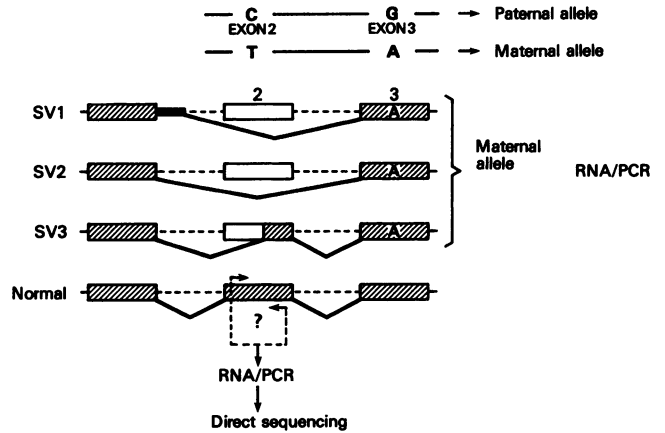 C G Paternal allele
EXON2 EXON3
T A Maternal allele
2 3
SV1 A
SV2 A
Maternal
allele
RNA/PCR
SV3 A
Normal
?
RNA/PCR
Direct sequencing